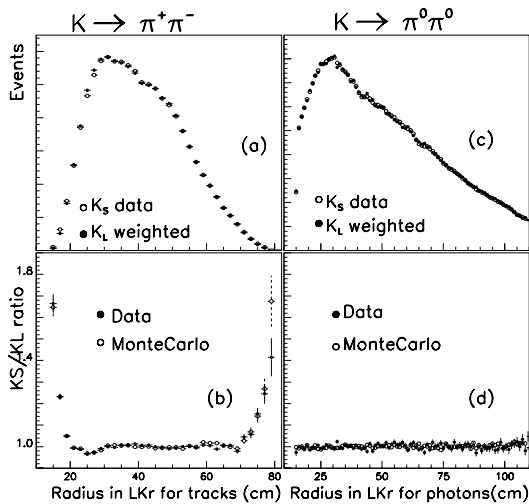 K → π⁺π⁻
K → π⁰π⁰
Events
(a)
(c)
○ K_S data
● K_L weighted
○ K_S data
● K_L weighted
KS/KL ratio
1.8
1.4
1.0
● Data
○ MonteCarlo
● Data
○ MonteCarlo
(b)
(d)
20 40 60 80
25 50 75 100
Radius in LKr for tracks (cm)
Radius in LKr for photons(cm)